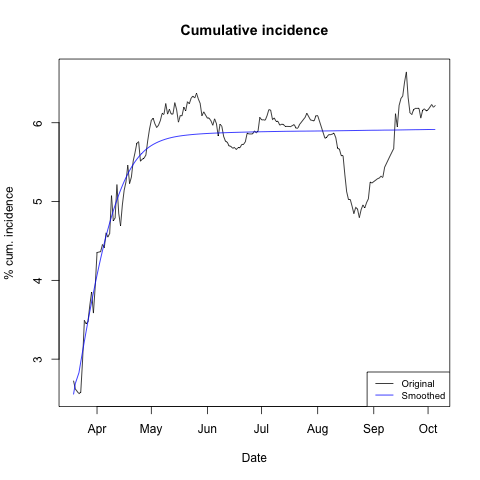 Cumulative incidence
% cum. incidence
6
5
4
3
Original
Smoothed
Apr May Jun Jul Aug Sep Oct
Date